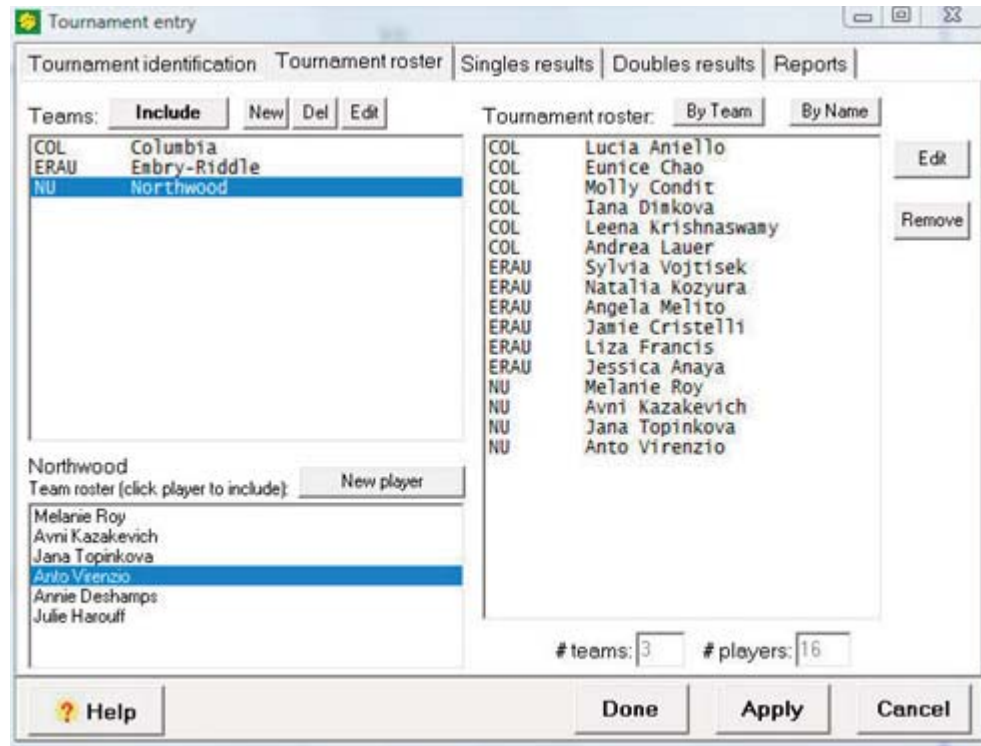 Tournament entry
Tournament identification Tournament roster Singles results Doubles results Reports
Teams: Include New Del Edit
COL Columbia
ERAU Embry-Riddle
NU Northwood
Northwood
Team roster (click player to include): New player
Melanie Roy
Avni Kazakevich
Jana Topinkova
Anto Virenzio
Annie Deshamps
Julie Harouff
Tournament roster: By Team By Name
COL Lucia Aniello
COL Eunice Chao
COL Molly Condit
COL Iana Dimkova
COL Leena Krishnaswamy
COL Andrea Lauer
ERAU Sylvia Vojtisek
ERAU Natalia Kozyura
ERAU Angela Melito
ERAU Jamie Cristelli
ERAU Liza Francis
ERAU Jessica Anaya
NU Melanie Roy
NU Avni Kazakevich
NU Jana Topinkova
NU Anto Virenzio
Edit
Remove
# teams: 3 # players: 16
? Help Done Apply Cancel